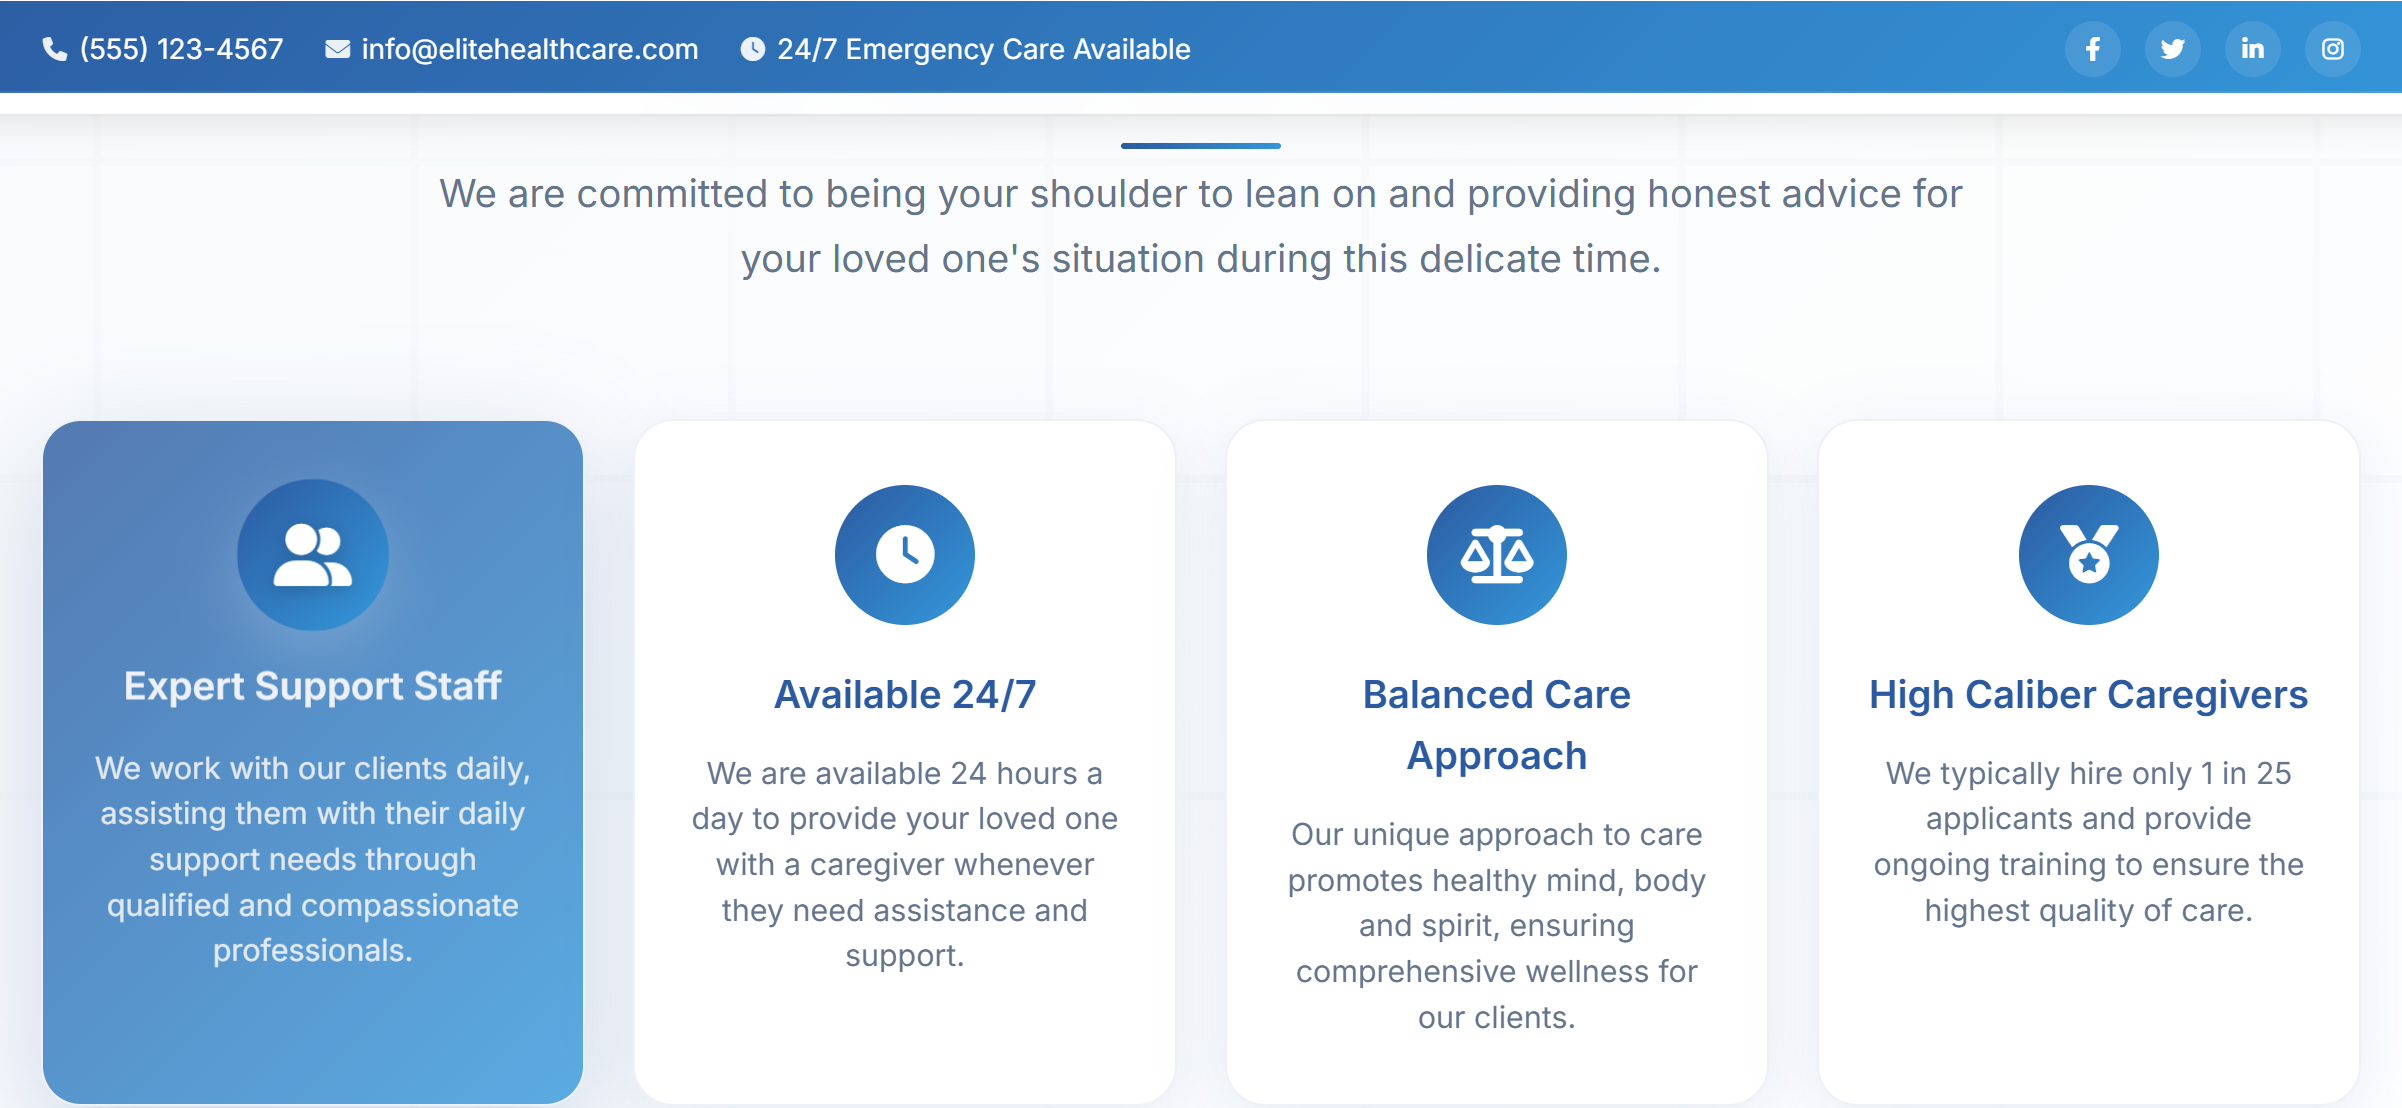 (555) 123-4567 info@elitehealthcare.com 24/7 Emergency Care Available
We are committed to being your shoulder to lean on and providing honest advice for
your loved one's situation during this delicate time.
Expert Support Staff
We work with our clients daily,
assisting them with their daily
support needs through
qualified and compassionate
professionals.
Available 24/7
We are available 24 hours a
day to provide your loved one
with a caregiver whenever
they need assistance and
support.
Balanced Care
Approach
Our unique approach to care
promotes healthy mind, body
and spirit, ensuring
comprehensive wellness for
our clients.
High Caliber Caregivers
We typically hire only 1 in 25
applicants and provide
ongoing training to ensure the
highest quality of care.